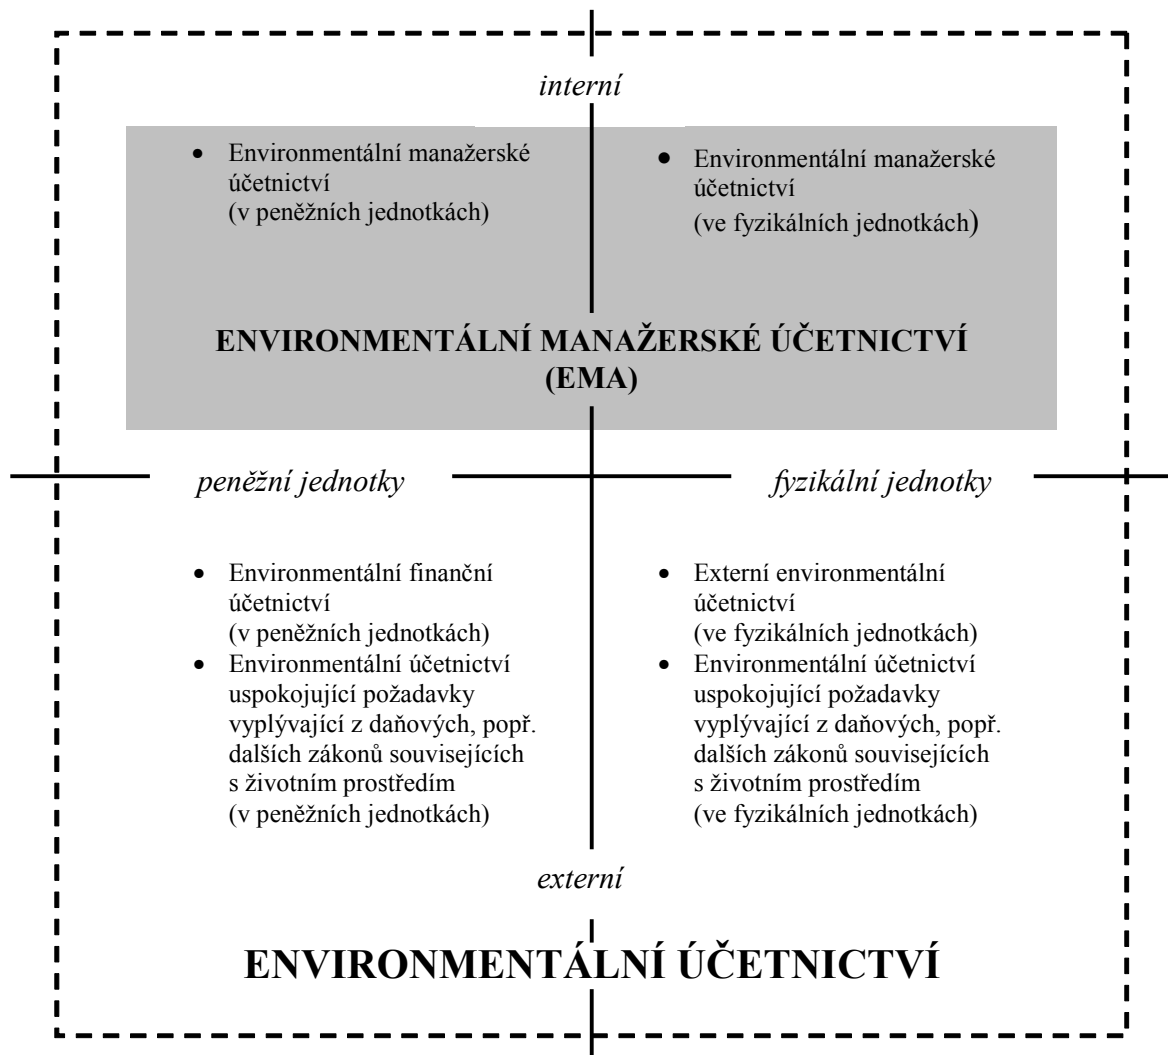 interní
• Environmentální manažerské
účetnictví
(v peněžních jednotkách)
• Environmentální manažerské
účetnictví
(ve fyzikálních jednotkách)
ENVIRONMENTÁLNÍ MANAŽERSKÉ ÚČETNICTVÍ
(EMA)
peněžní jednotky
fyzikální jednotky
• Environmentální finanční
účetnictví
(v peněžních jednotkách)
• Environmentální účetnictví
uspokojující požadavky
vyplývající z daňových, popř.
dalších zákonů souvisejících
s životním prostředím
(v peněžních jednotkách)
• Externí environmentální
účetnictví
(ve fyzikálních jednotkách)
• Environmentální účetnictví
uspokojující požadavky
vyplývající z daňových, popř.
dalších zákonů souvisejících
s životním prostředím
(ve fyzikálních jednotkách)
externí
ENVIRONMENTÁLNÍ ÚČETNICTVÍ